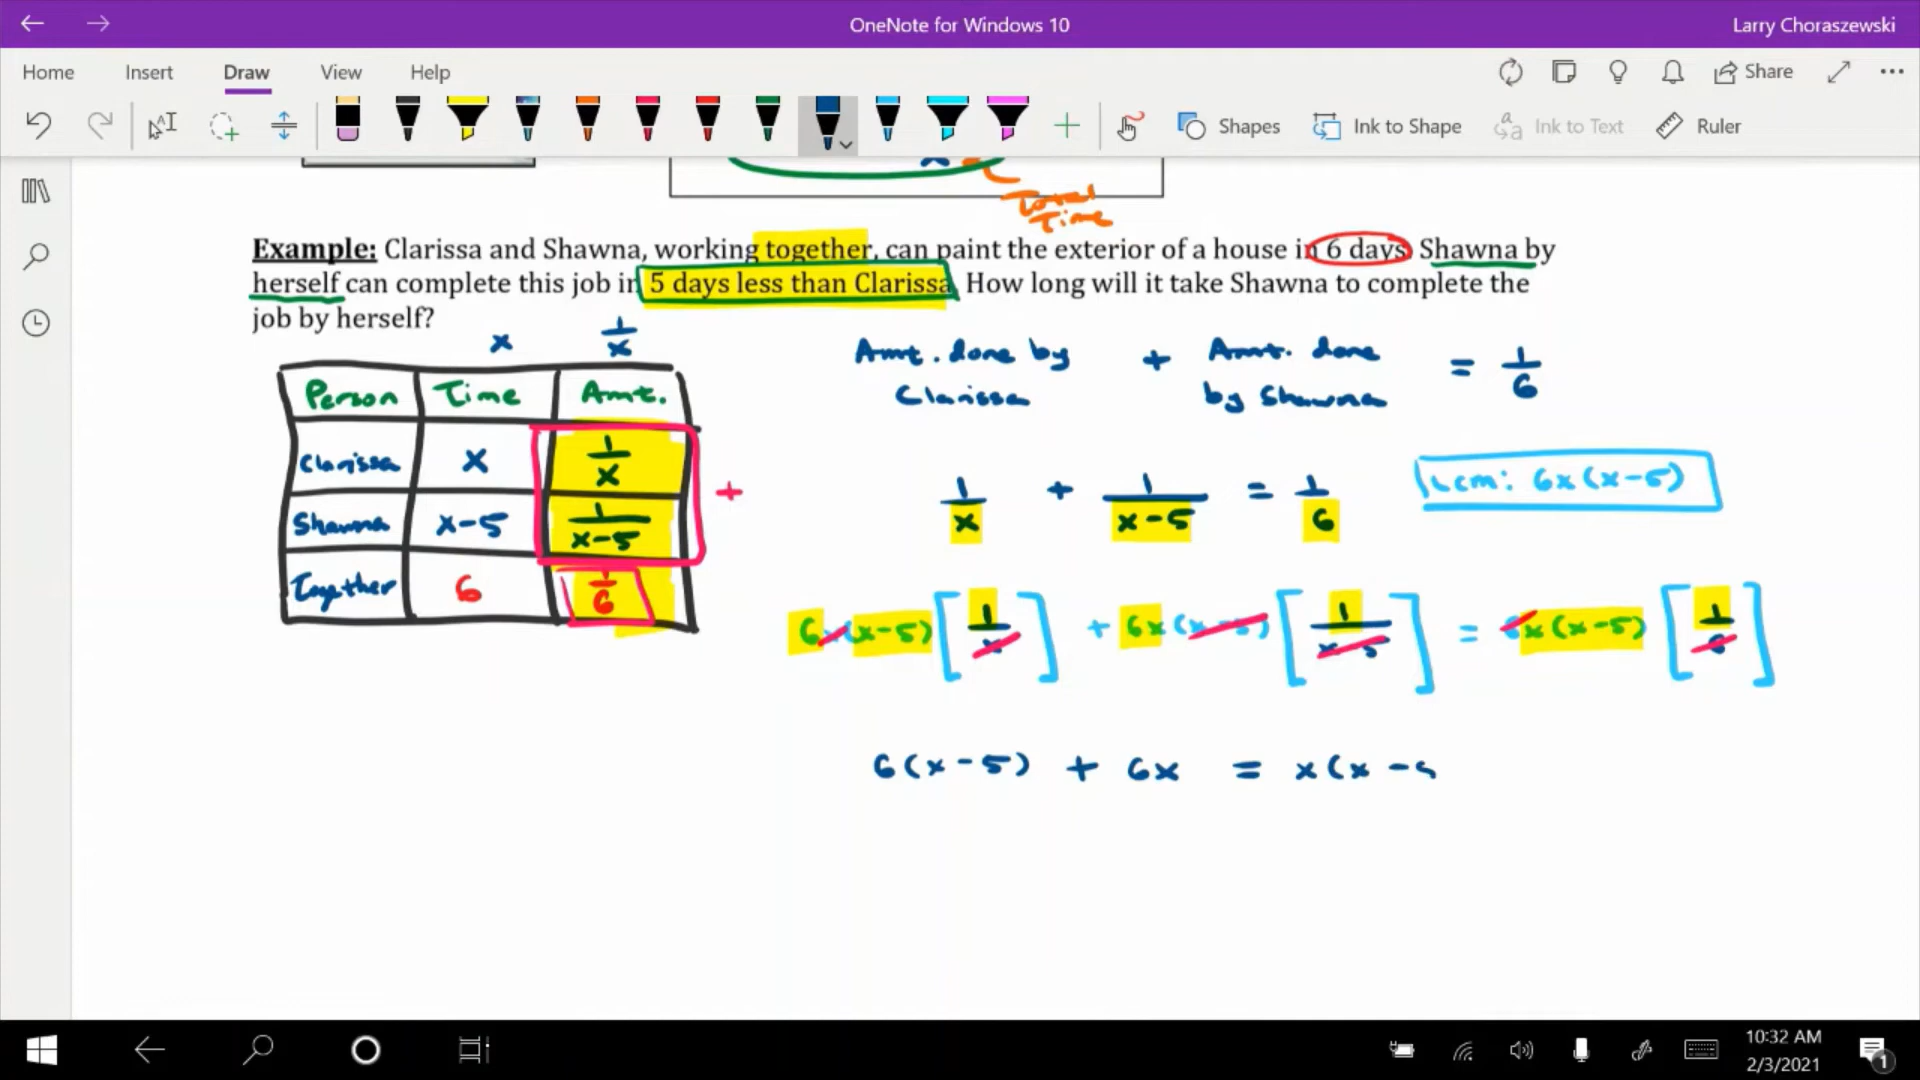 OneNote for Windows 10
Larry Choraszewski
Home Insert Draw View Help
Share
Shapes Ink to Shape Ink to Text Ruler
Total
Time
Example: Clarissa and Shawna, working together, can paint the exterior of a house in 6 days. Shawna by
herself can complete this job in 5 days less than Clarissa. How long will it take Shawna to complete the
job by herself?
x 1/x
Person Time Amt.
Clarissa x 1/x
Shawna x-5 1/(x-5)
Together 6 1/6
+
Amt. done by Clarissa + Amt. done by Shawna = 1/6
1/x + 1/(x-5) = 1/6
Lcm: 6x(x-5)
6x(x-5)[1/x] + 6x(x-5)[1/(x-5)] = 6x(x-5)[1/6]
6(x-5) + 6x = x(x-
10:32 AM
2/3/2021
1